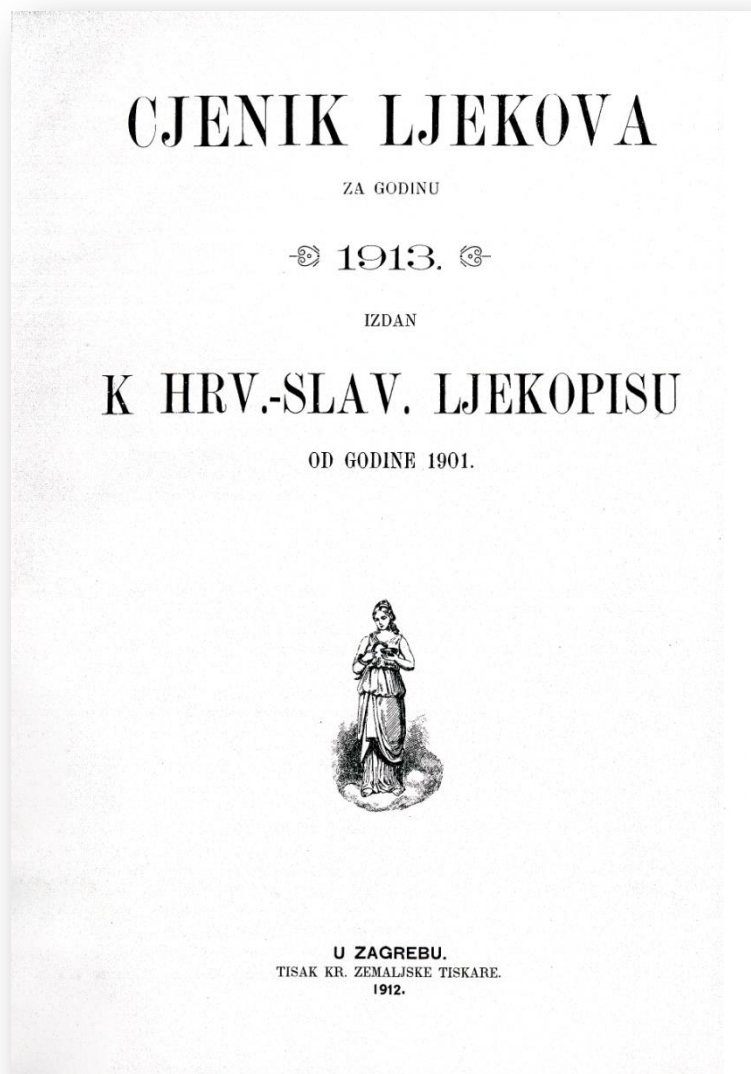 CJENIK LJEKOVA
ZA GODINU
1913.
IZDAN
K HRV.-SLAV. LJEKOPISU
OD GODINE 1901.
U ZAGREBU.
TISAK KR. ZEMALJSKE TISKARE.
1912.